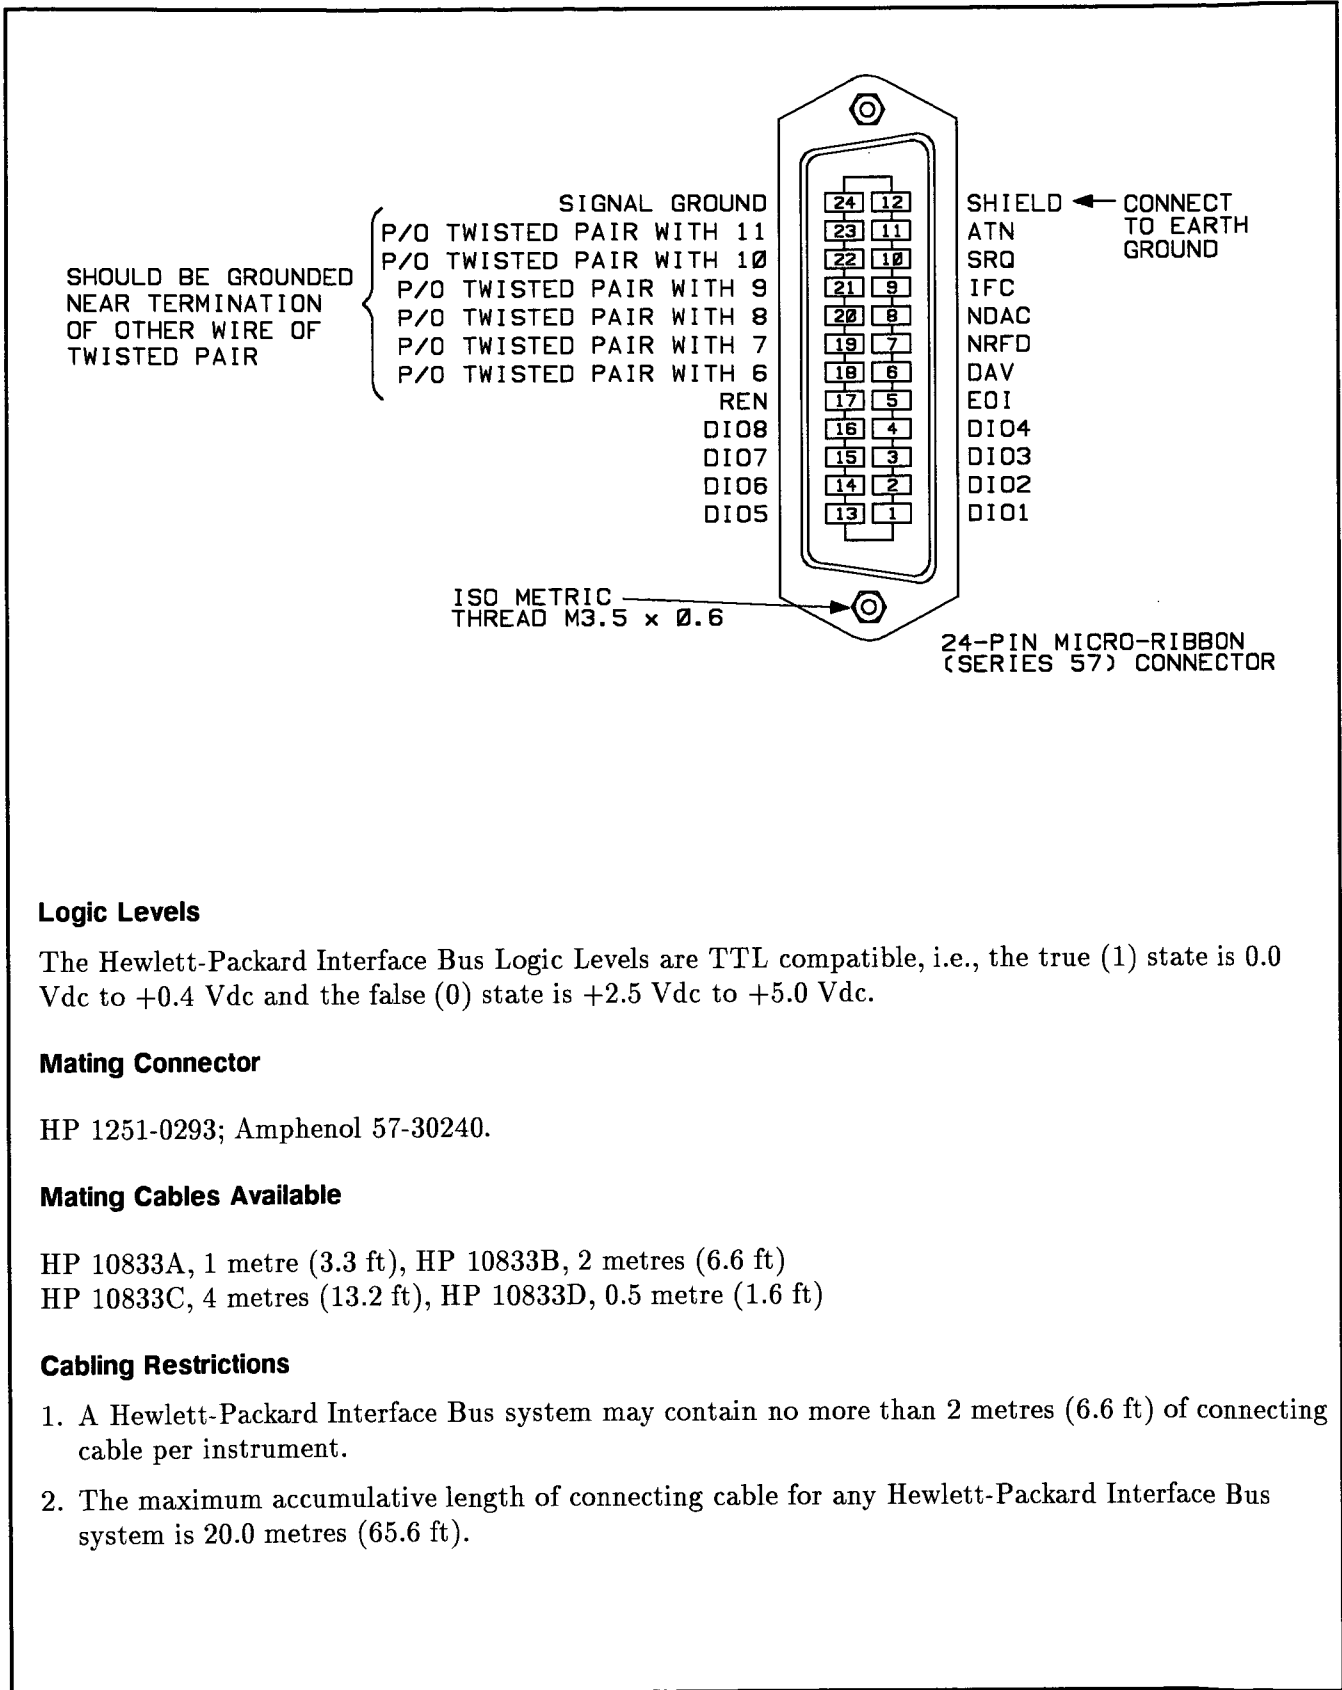 SIGNAL GROUND 24 12 SHIELD CONNECT TO EARTH GROUND
P/O TWISTED PAIR WITH 11 23 11 ATN
P/O TWISTED PAIR WITH 10 22 10 SRQ
P/O TWISTED PAIR WITH 9 21 9 IFC
P/O TWISTED PAIR WITH 8 20 8 NDAC
P/O TWISTED PAIR WITH 7 19 7 NRFD
P/O TWISTED PAIR WITH 6 18 6 DAV
SHOULD BE GROUNDED
NEAR TERMINATION
OF OTHER WIRE OF
TWISTED PAIR
REN 17 5 EOI
DIO8 16 4 DIO4
DIO7 15 3 DIO3
DIO6 14 2 DIO2
DIO5 13 1 DIO1
ISO METRIC
THREAD M3.5 x 0.6
24-PIN MICRO-RIBBON
(SERIES 57) CONNECTOR
Logic Levels
The Hewlett-Packard Interface Bus Logic Levels are TTL compatible, i.e., the true (1) state is 0.0
Vdc to +0.4 Vdc and the false (0) state is +2.5 Vdc to +5.0 Vdc.
Mating Connector
HP 1251-0293; Amphenol 57-30240.
Mating Cables Available
HP 10833A, 1 metre (3.3 ft), HP 10833B, 2 metres (6.6 ft)
HP 10833C, 4 metres (13.2 ft), HP 10833D, 0.5 metre (1.6 ft)
Cabling Restrictions
1. A Hewlett-Packard Interface Bus system may contain no more than 2 metres (6.6 ft) of connecting
cable per instrument.
2. The maximum accumulative length of connecting cable for any Hewlett-Packard Interface Bus
system is 20.0 metres (65.6 ft).